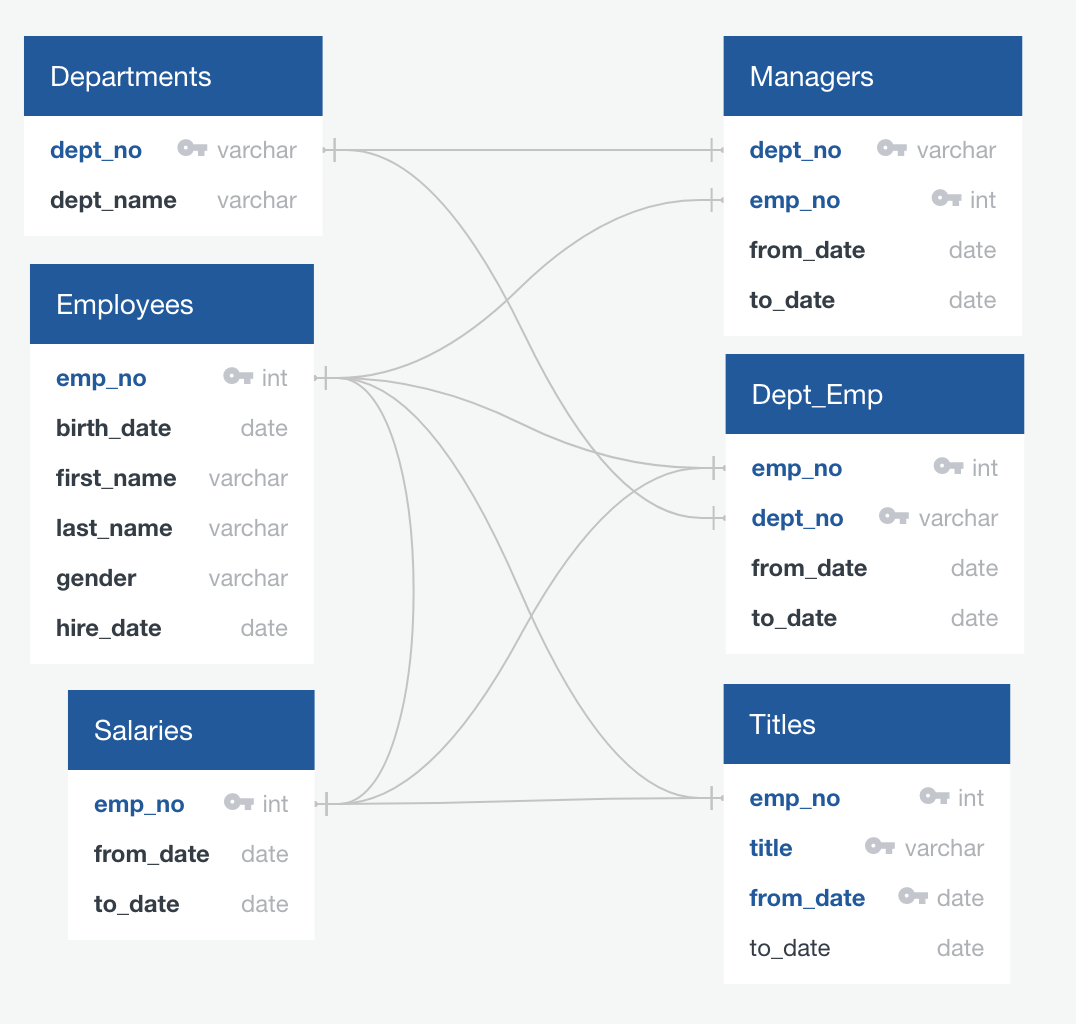 Departments
dept_no varchar
dept_name varchar
Employees
emp_no int
birth_date date
first_name varchar
last_name varchar
gender varchar
hire_date date
Salaries
emp_no int
from_date date
to_date date
Managers
dept_no varchar
emp_no int
from_date date
to_date date
Dept_Emp
emp_no int
dept_no varchar
from_date date
to_date date
Titles
emp_no int
title varchar
from_date date
to_date date